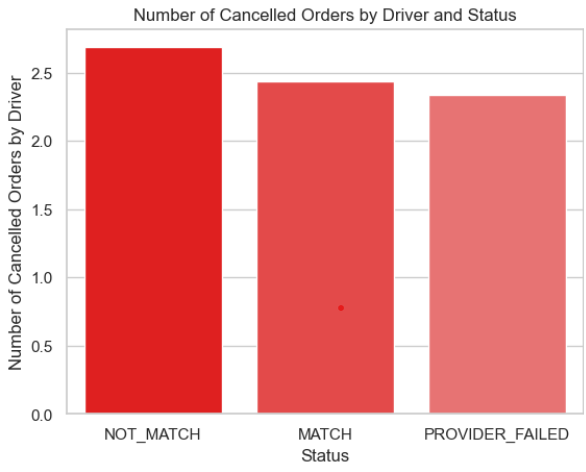 Number of Cancelled Orders by Driver and Status
Number of Cancelled Orders by Driver
2.5
2.0
1.5
1.0
0.5
0.0
NOT_MATCH MATCH PROVIDER_FAILED
Status